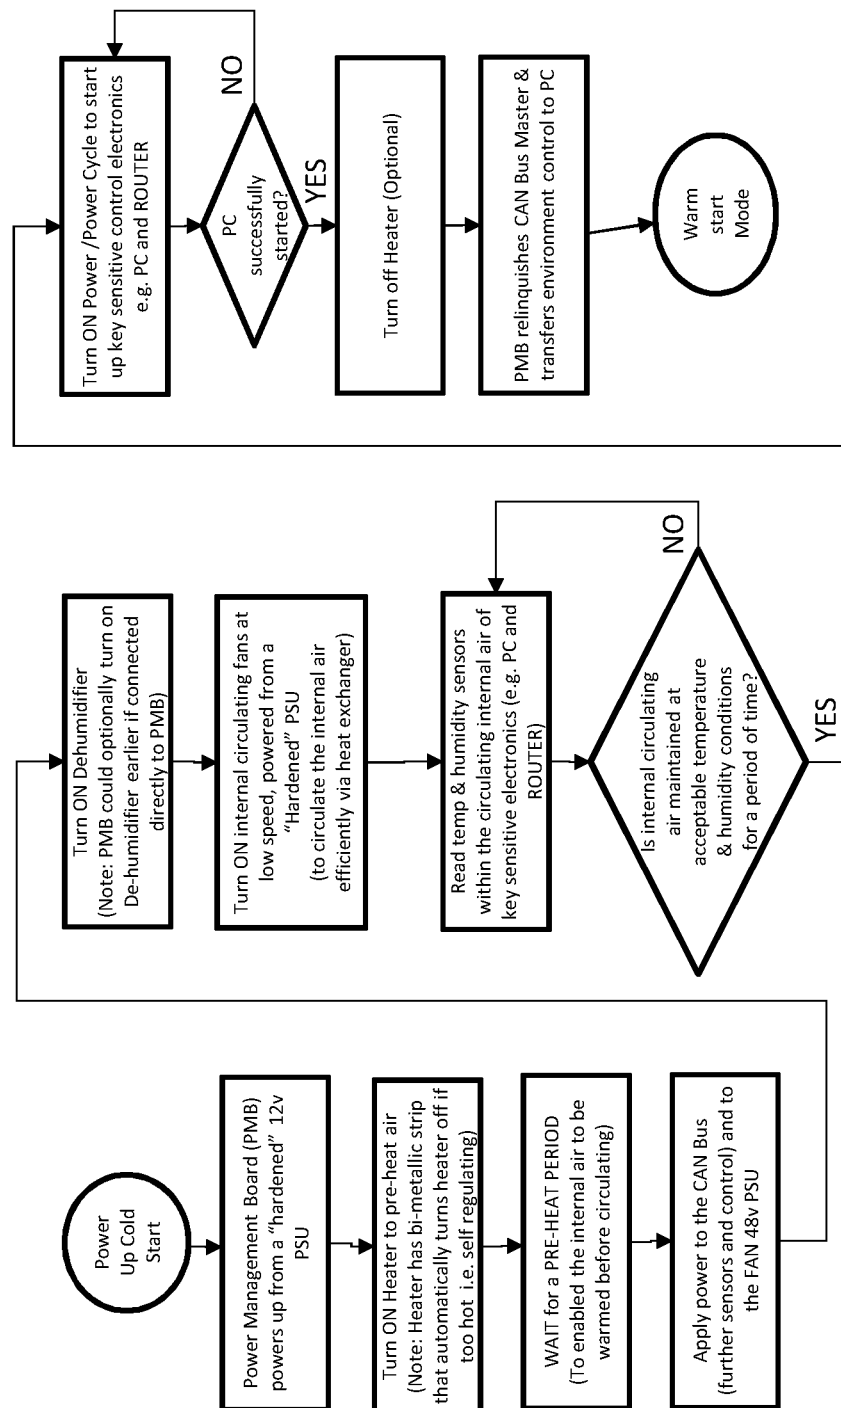 Power
Up Cold
Start
Power Management Board (PMB)
powers up from a “hardened” 12v
PSU
Turn ON Heater to pre-heat air
(Note: Heater has bi-metallic strip
that automatically turns heater off if
too hot i.e. self regulating)
WAIT for a PRE-HEAT PERIOD
(To enabled the internal air to be
warmed before circulating)
Apply power to the CAN Bus
(further sensors and control) and to
the FAN 48v PSU
Turn ON Dehumidifier
(Note: PMB could optionally turn on
De-humidifier earlier if connected
directly to PMB)
Turn ON internal circulating fans at
low speed, powered from a
“Hardened” PSU
(to circulate the internal air
efficiently via heat exchanger)
Read temp & humidity sensors
within the circulating internal air of
key sensitive electronics (e.g. PC and
ROUTER)
Is internal circulating
air maintained at
acceptable temperature
& humidity conditions
for a period of time?
NO
YES
Turn ON Power /Power Cycle to start
up key sensitive control electronics
e.g. PC and ROUTER
PC
successfully
started?
NO
YES
Turn off Heater (Optional)
PMB relinquishes CAN Bus Master &
transfers environment control to PC
Warm
start
Mode